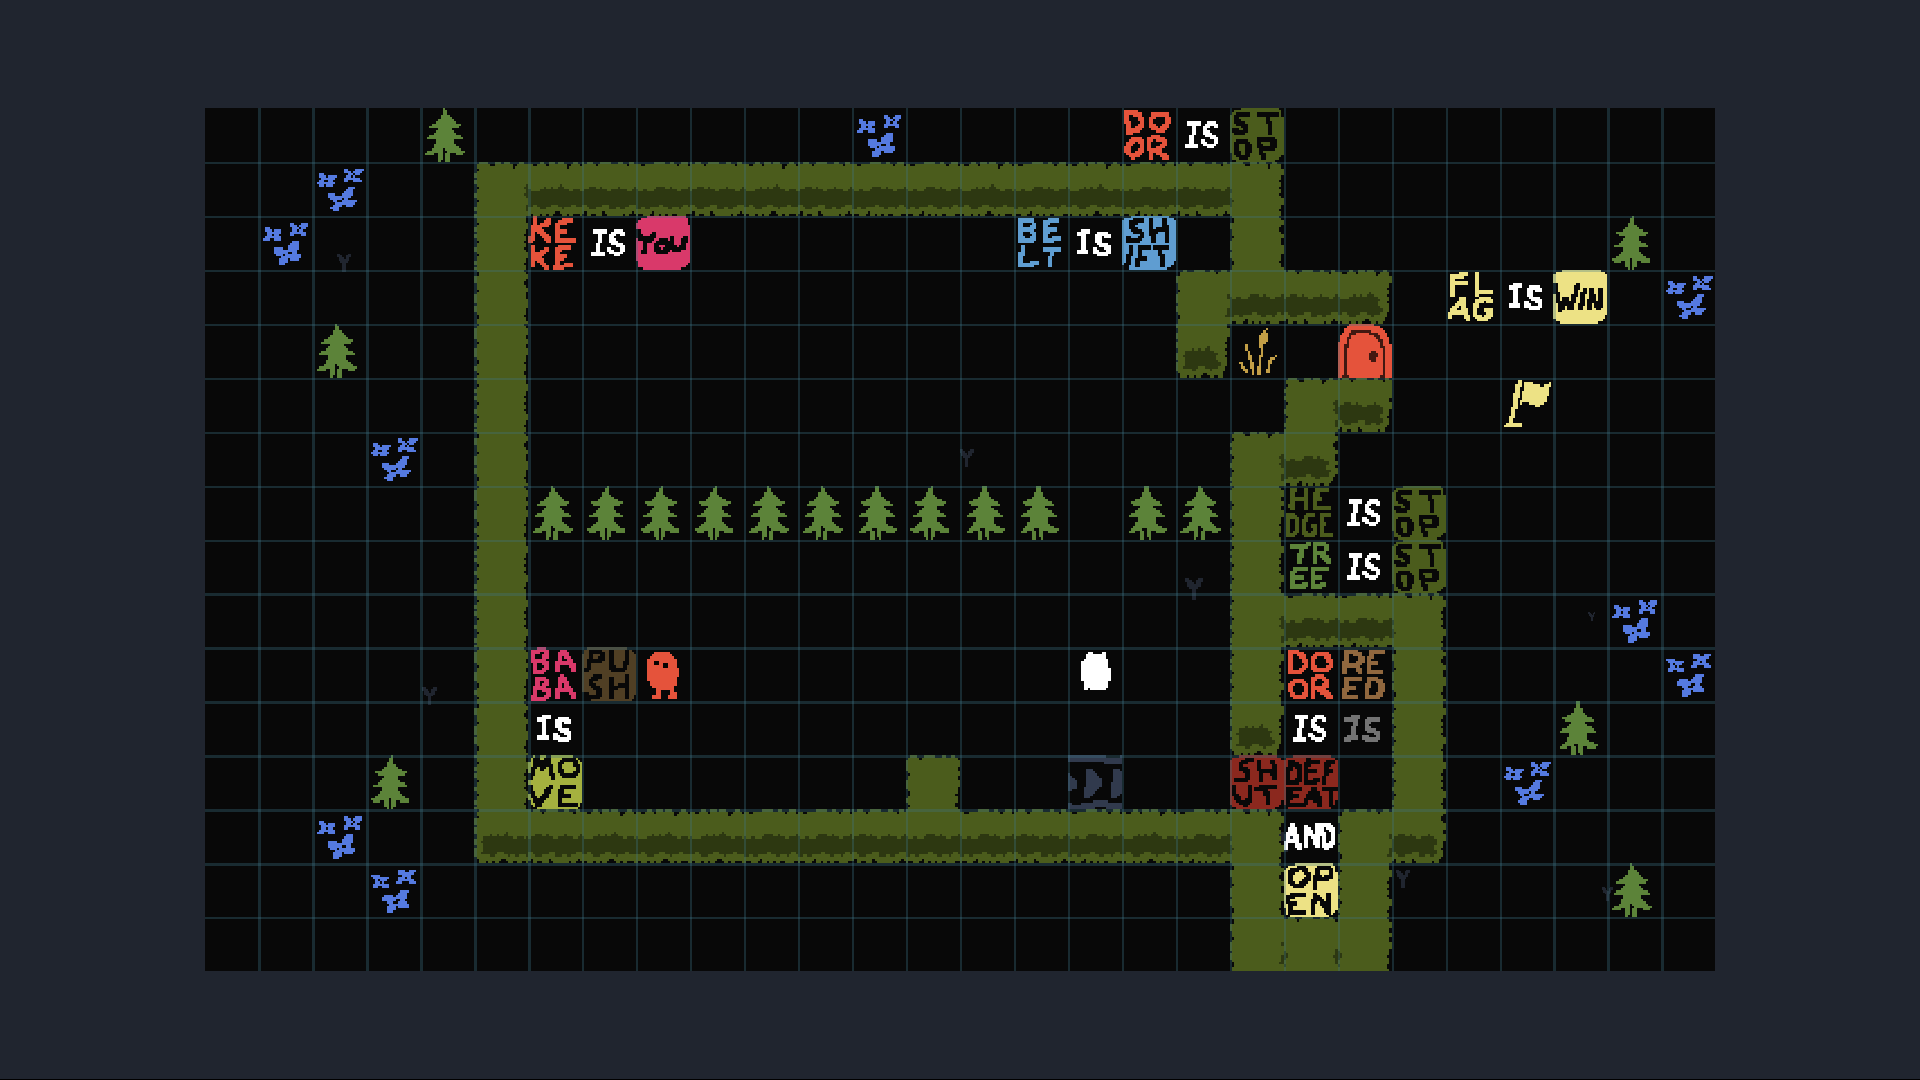 DOOR IS STOP
KEKE IS YOU
BELT IS SHIFT
FLAG IS WIN
HEDGE IS STOP
TREE IS STOP
BABA PUSH
IS
MOVE
DOOR REED
IS IS
SHUT DEFEAT
AND
OPEN